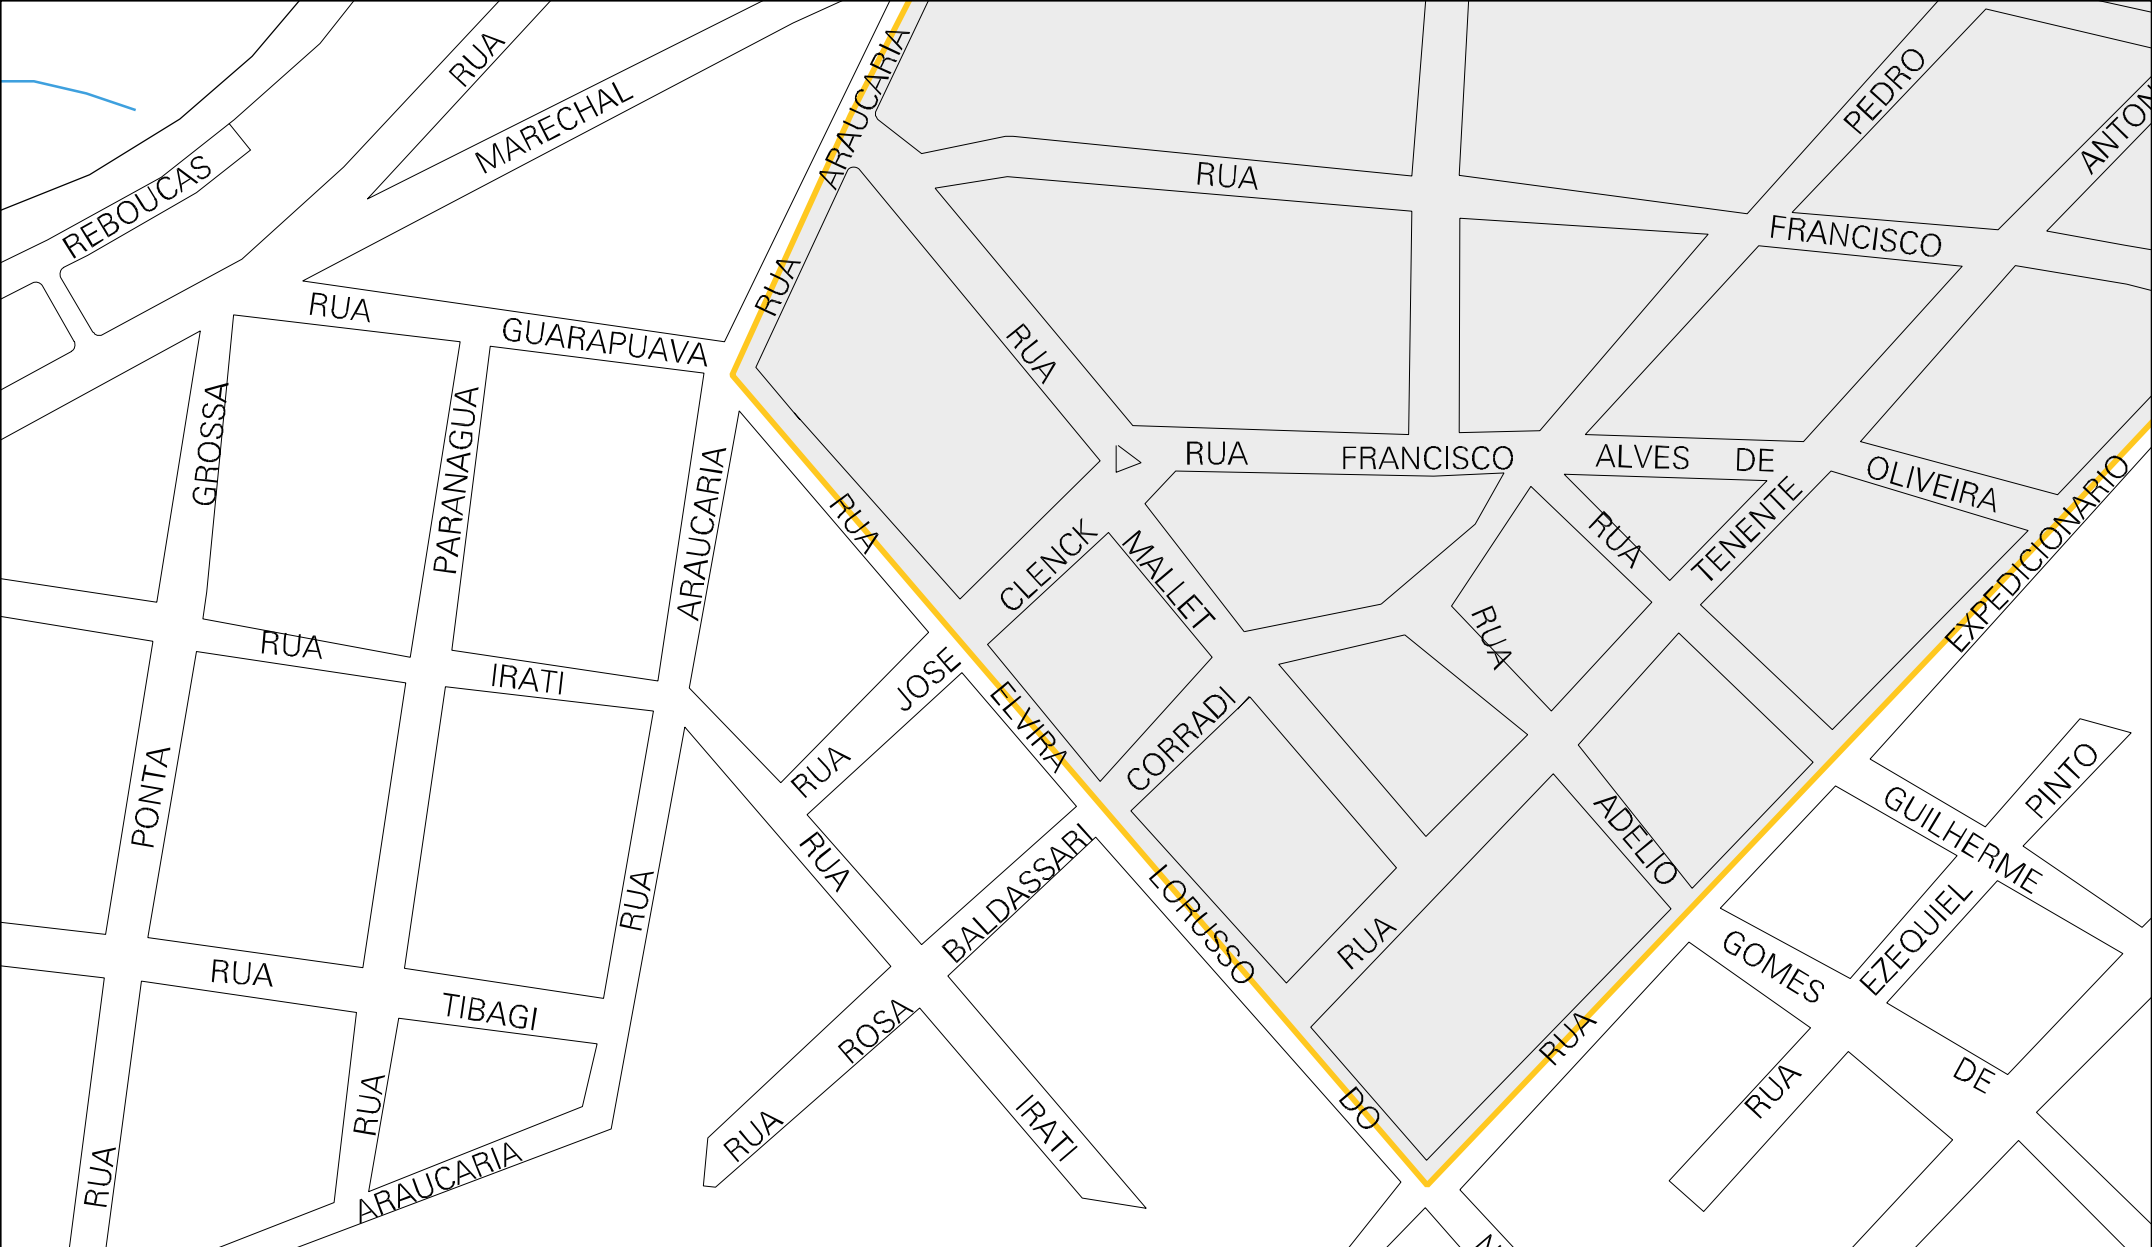 RUA
MARECHAL
REBOUCAS
RUA ARAUCARIA
RUA
PEDRO
FRANCISCO
RUA GUARAPUAVA
RUA
GROSSA
PARANAGUA
ARAUCARIA
RUA FRANCISCO ALVES DE OLIVEIRA
RUA
CLENCK
MALLET
RUA
TENENTE
EXPEDICIONARIO
RUA
RUA IRATI
RUA JOSE
ELVIRA
CORRADI
PONTA
RUA
RUA
BALDASSARI
LORUSSO
ADELIO
GUILHERME
PINTO
EZEQUIEL
GOMES
RUA
RUA TIBAGI
ROSA
RUA
RUA
DE
RUA
RUA
RUA
IRATI
DO
RUA
ARAUCARIA